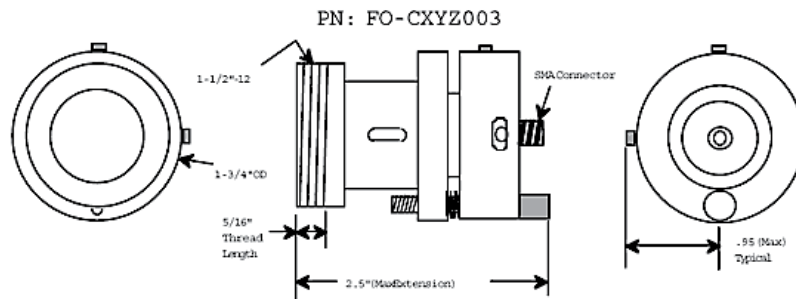 PN: FO-CXYZ003
1-1/2"-12
SMA Connector
1-3/4"OD
5/16"
Thread
Length
2.5"(MaxExtension)
.95 (Max)
Typical